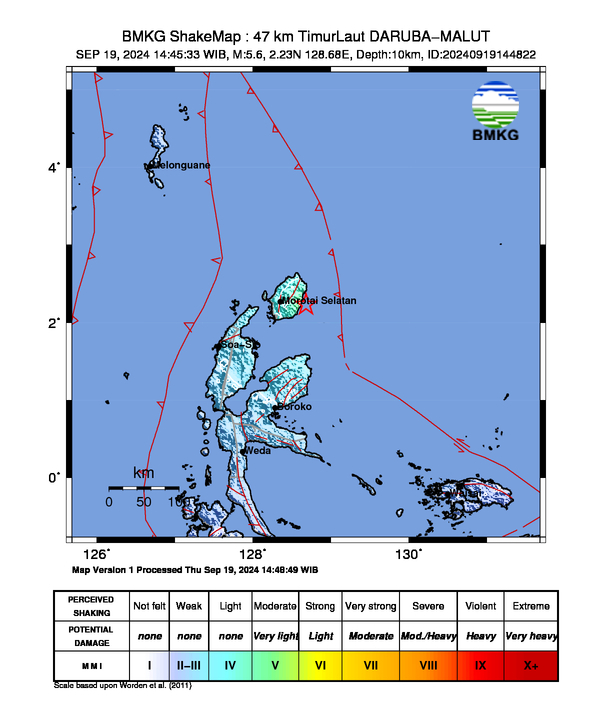 BMKG ShakeMap : 47 km TimurLaut DARUBA-MALUT
SEP 19, 2024 14:45:33 WIB, M:5.6, 2.23N 128.68E, Depth:10km, ID:20240919144822
BMKG
4°
Melonguane
Morotai Selatan
2°
Soa-Si
Boroko
Weda
0°
km
0 50 100
126° 128° 130°
Map Version 1 Processed Thu Sep 19, 2024 14:48:49 WIB
PERCEIVED SHAKING Not felt Weak Light Moderate Strong Very strong Severe Violent Extreme
POTENTIAL DAMAGE none none none Very light Light Moderate Mod./Heavy Heavy Very heavy
MMI I II-III IV V VI VII VIII IX X+
Scale based upon Worden et al. (2011)